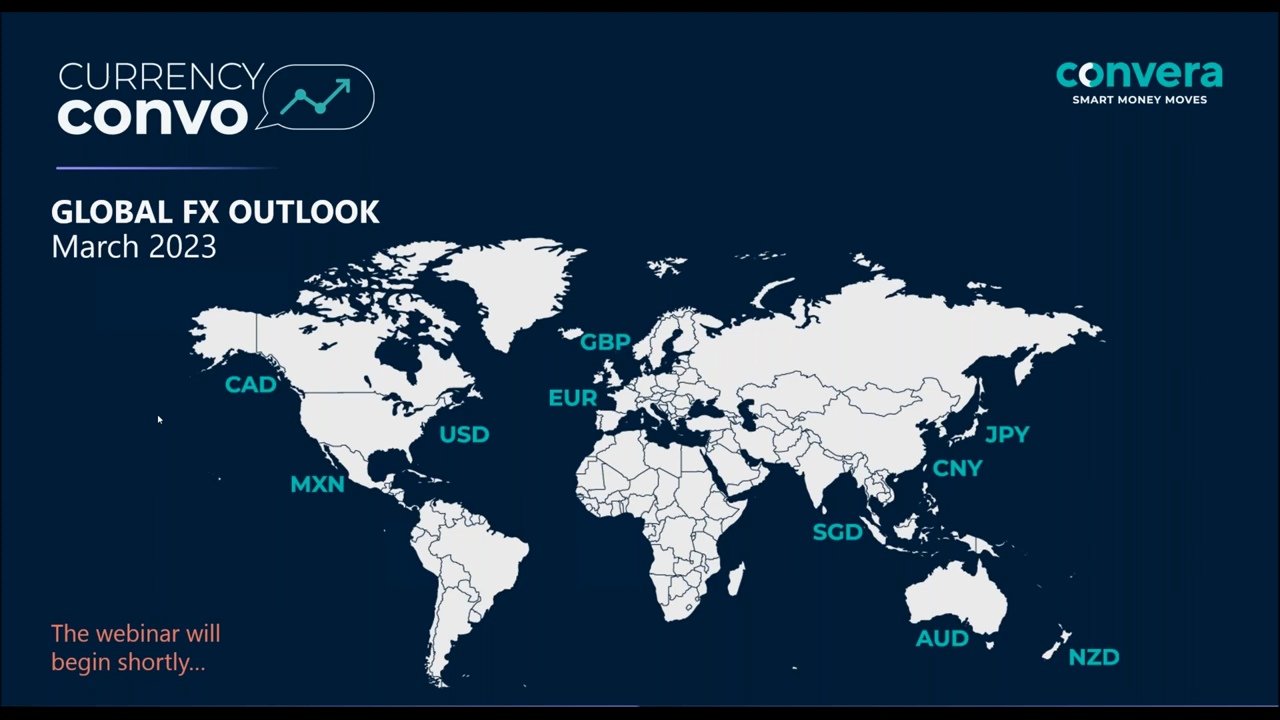 CURRENCY
convo
convera
SMART MONEY MOVES
GLOBAL FX OUTLOOK
March 2023
GBP
CAD
EUR
USD
JPY
CNY
MXN
SGD
AUD
NZD
The webinar will
begin shortly...